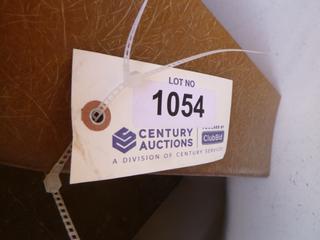 LOT NO
1054
CENTURY
AUCTIONS
ClubBid
A DIVISION OF CENTURY SERVICES